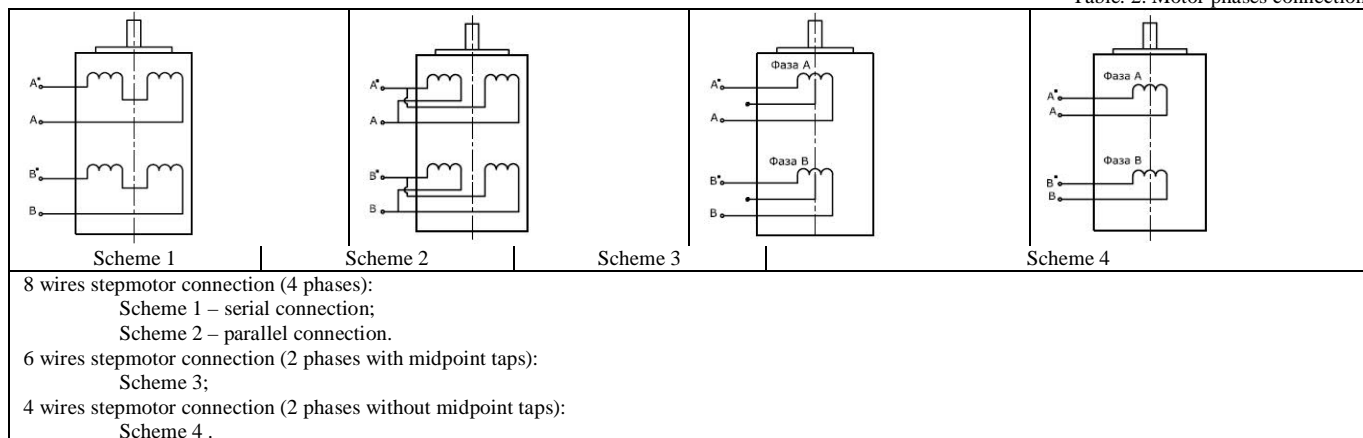 Table. 2. Motor phases connection
A*
A
B*
B
A*
A
B*
B
Фаза A
A*
A
Фаза B
B*
B
Фаза A
A*
A
Фаза B
B*
B
Scheme 1 Scheme 2 Scheme 3 Scheme 4
8 wires stepmotor connection (4 phases):
Scheme 1 – serial connection;
Scheme 2 – parallel connection.
6 wires stepmotor connection (2 phases with midpoint taps):
Scheme 3;
4 wires stepmotor connection (2 phases without midpoint taps):
Scheme 4 .